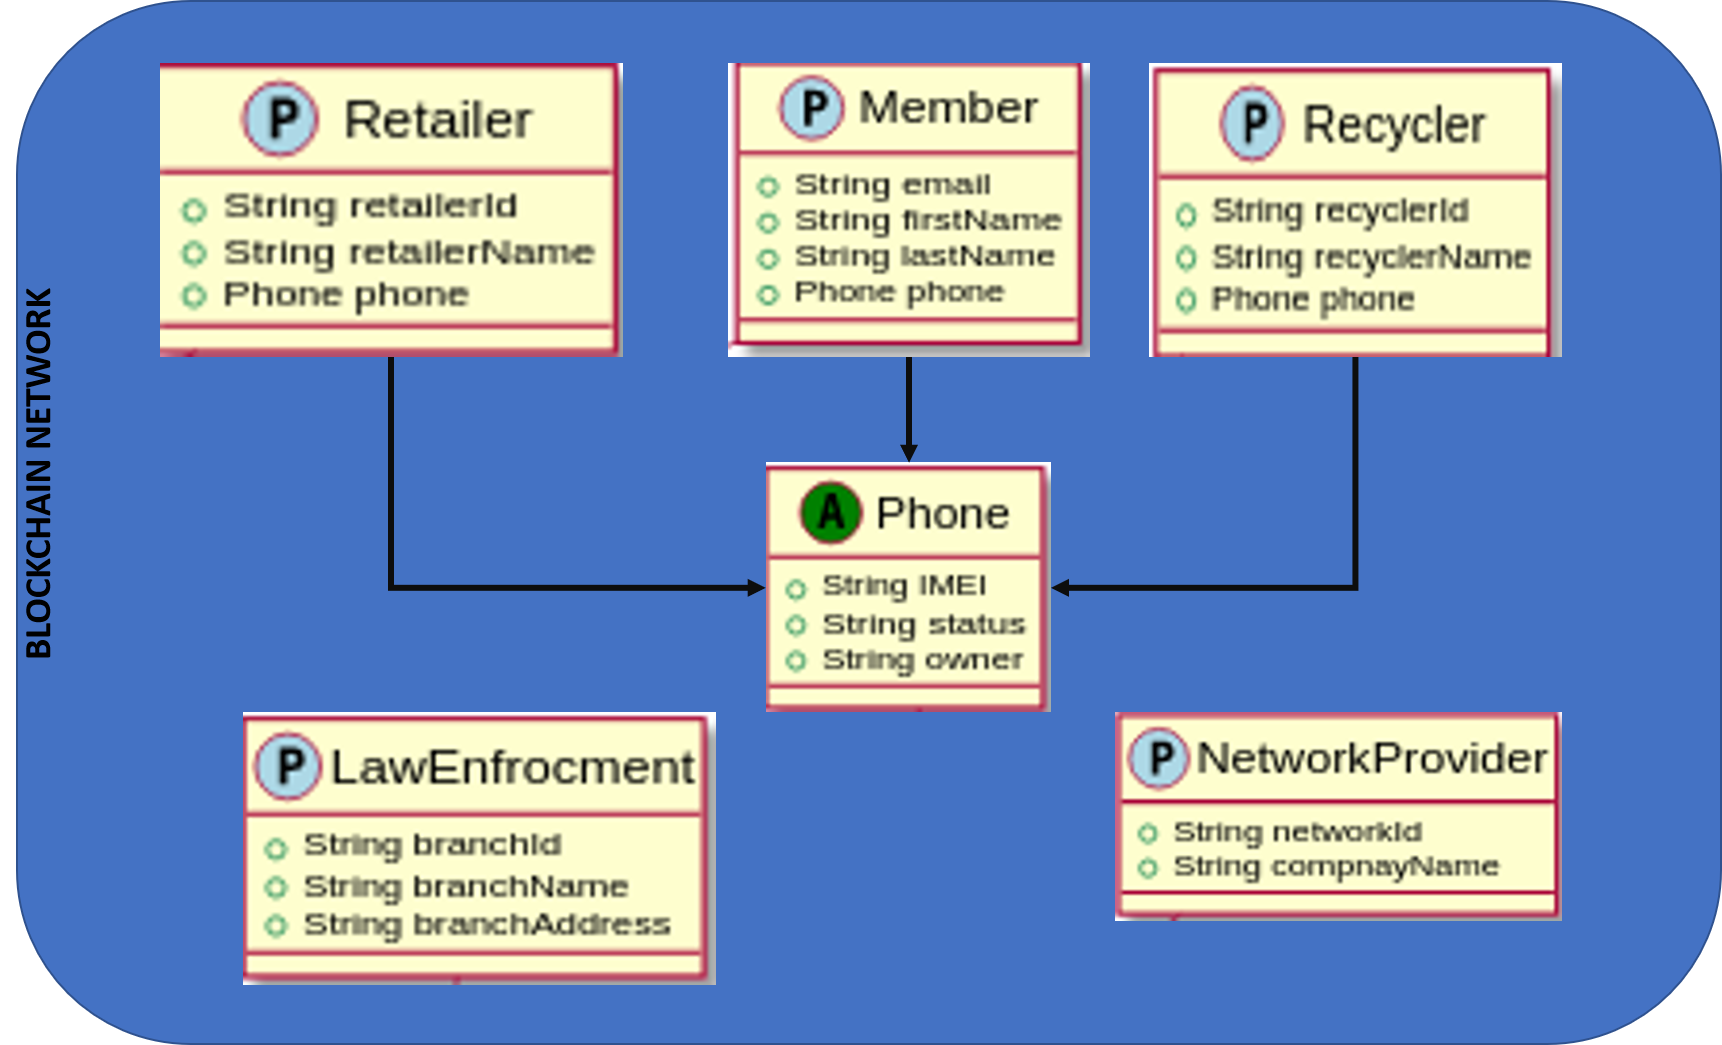 BLOCKCHAIN NETWORK
P Retailer
String retailerId
String retailerName
Phone phone
P Member
String email
String firstName
String lastName
Phone phone
P Recycler
String recyclerId
String recyclerName
Phone phone
A Phone
String IMEI
String status
String owner
P LawEnfrocment
String branchId
String branchName
String branchAddress
P NetworkProvider
String networkId
String compnayName